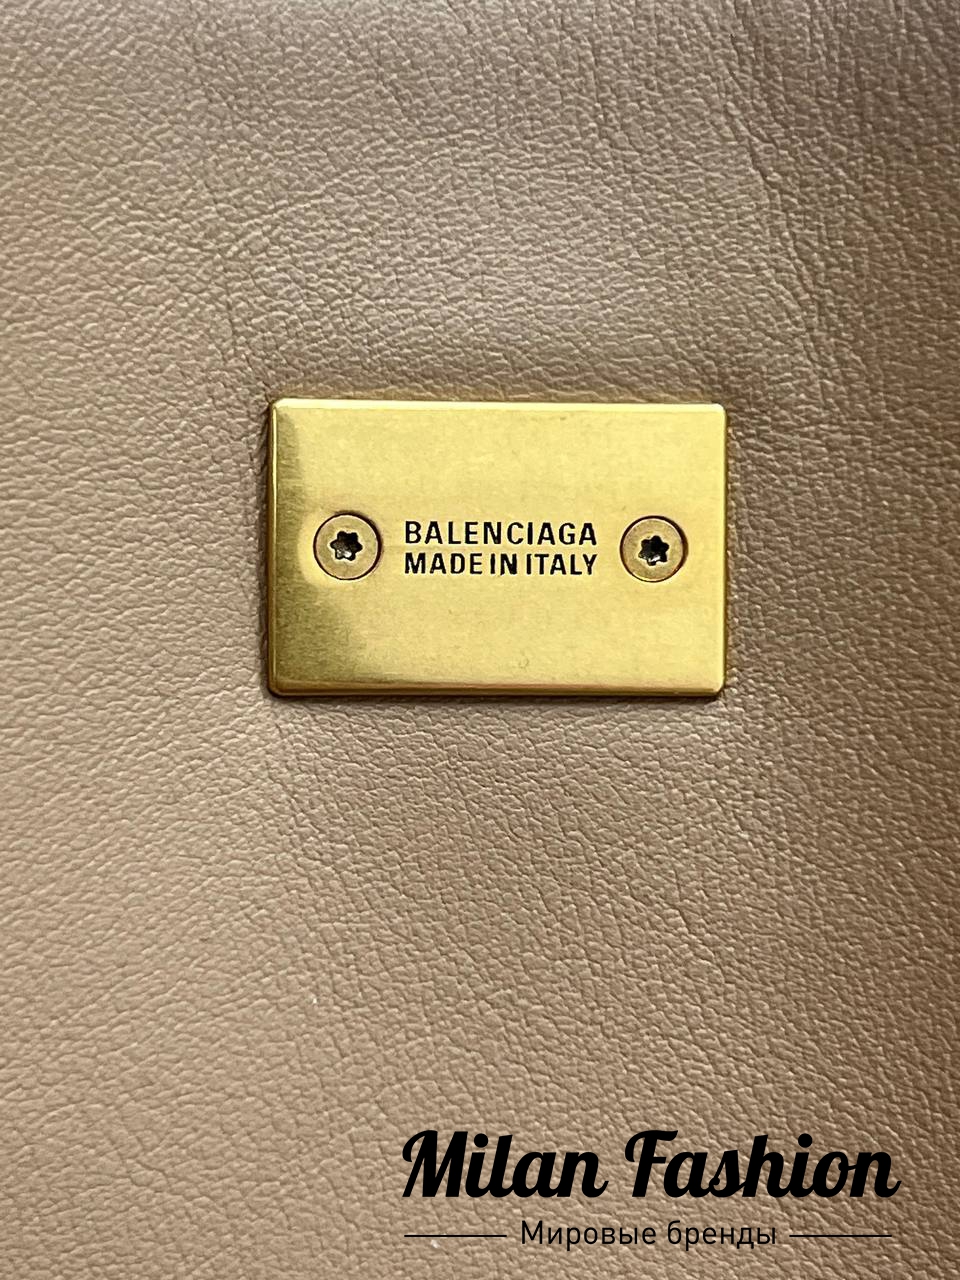 BALENCIAGA
MADE IN ITALY
Milan Fashion
Мировые бренды